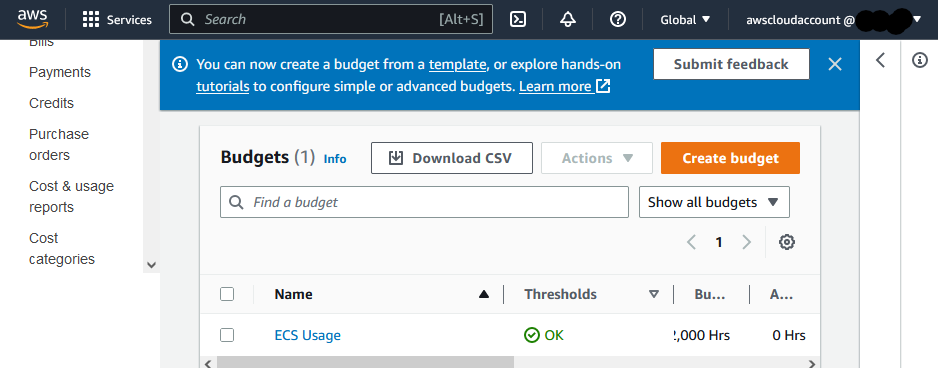 aws
Services
Search
[Alt+S]
Global
awscloudaccount @
Bills
Payments
Credits
Purchase
orders
Cost & usage
reports
Cost
categories
You can now create a budget from a template, or explore hands-on
tutorials to configure simple or advanced budgets. Learn more
Submit feedback
Budgets (1) Info
Download CSV
Actions
Create budget
Find a budget
Show all budgets
1
Name
Thresholds
Bu...
A...
ECS Usage
OK
,000 Hrs
0 Hrs